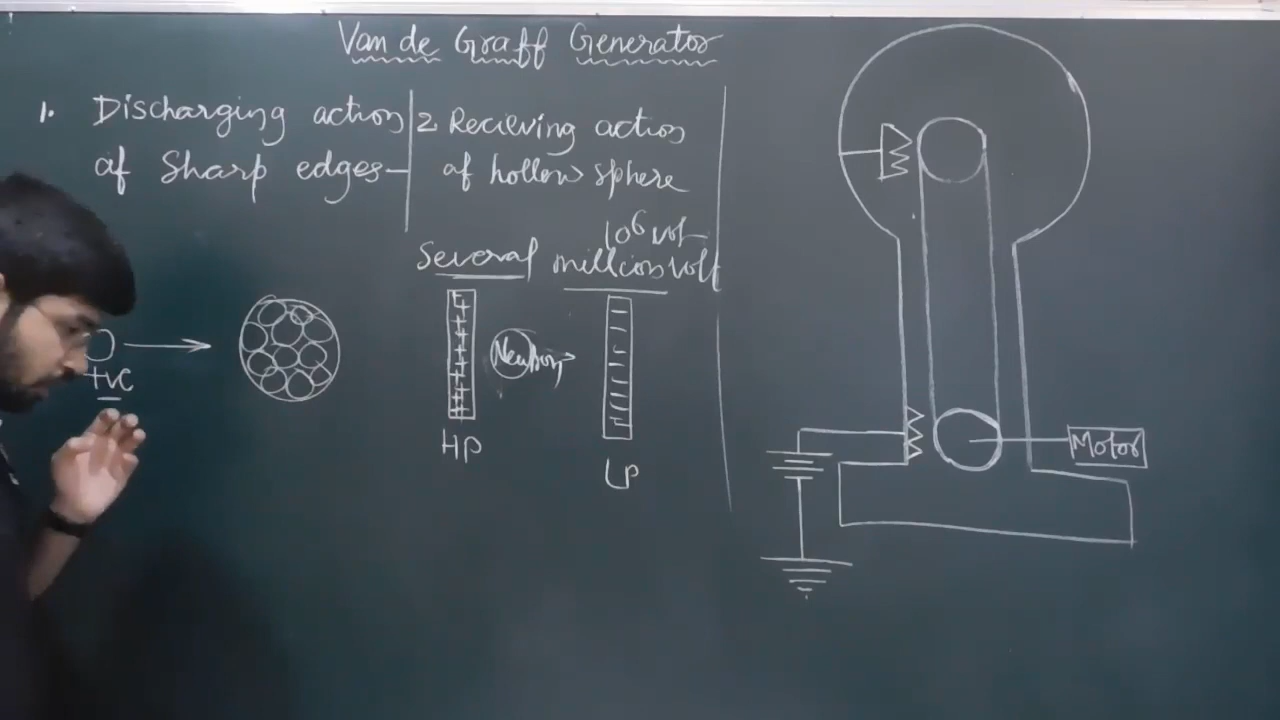 Van de Graff Generator
1. Discharging action
of Sharp edges-
2 Recieving action
of hollow sphere
10⁶ volt
Several million volt
+ve
Neutron
HP
LP
Motor